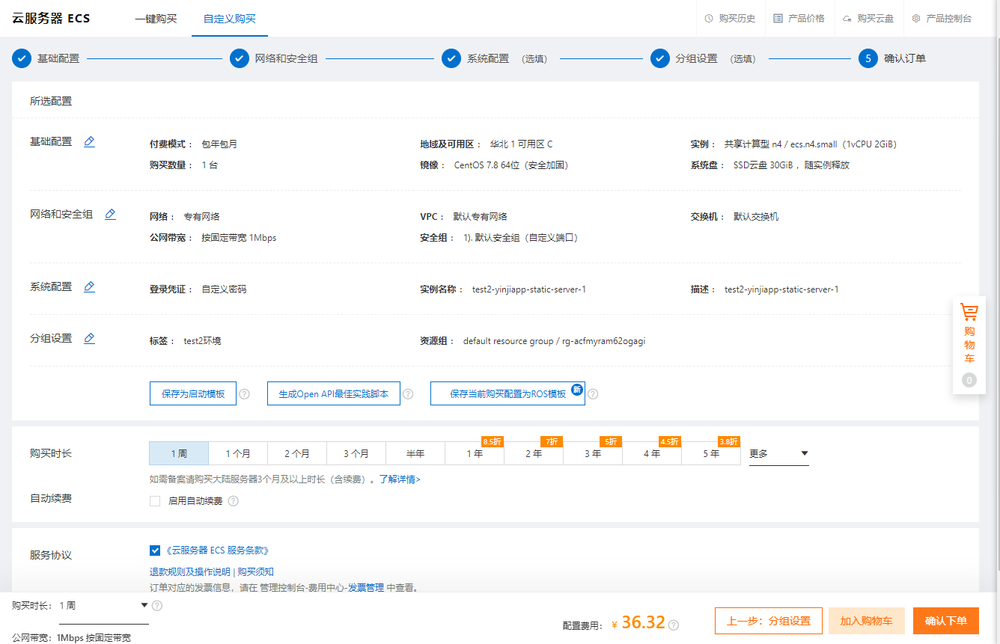 云服务器 ECS 一键购买 自定义购买 购买历史 产品价格 购买云盘 产品控制台
基础配置 网络和安全组 系统配置 (选填) 分组设置 (选填) 5 确认订单
所选配置
基础配置 付费模式: 包年包月 地域及可用区: 华北 1 可用区 C 实例: 共享计算型 n4 / ecs.n4.small（1vCPU 2GiB）
购买数量: 1 台 镜像: CentOS 7.8 64位（安全加固） 系统盘: SSD云盘 30GiB，随实例释放
网络和安全组 网络: 专有网络 VPC: 默认专有网络 交换机: 默认交换机
公网带宽: 按固定带宽 1Mbps 安全组: 1). 默认安全组（自定义端口）
系统配置 登录凭证: 自定义密码 实例名称: test2-yinjiapp-static-server-1 描述: test2-yinjiapp-static-server-1
分组设置 标签: test2环境 资源组: default resource group / rg-acfmyram62ogagi
保存为启动模板 ? 生成Open API最佳实践脚本 ? 保存当前购买配置为ROS模板 新 ?
购物车
0
8.5折 7折 5折 4.5折 3.8折
购买时长 1 周 1 个月 2 个月 3 个月 半年 1 年 2 年 3 年 4 年 5 年 更多
如需备案请购买大陆服务器3个月及以上时长（含续费）。了解详情>
自动续费 启用自动续费 ?
服务协议 《云服务器 ECS 服务条款》
退款规则及操作说明 | 购买须知
订单对应的发票信息，请在 管理控制台-费用中心-发票管理 中查看。
购买时长: 1 周 ?
配置费用: ¥ 36.32 ? 上一步：分组设置 加入购物车 确认下单
公网带宽: 1Mbps 按固定带宽